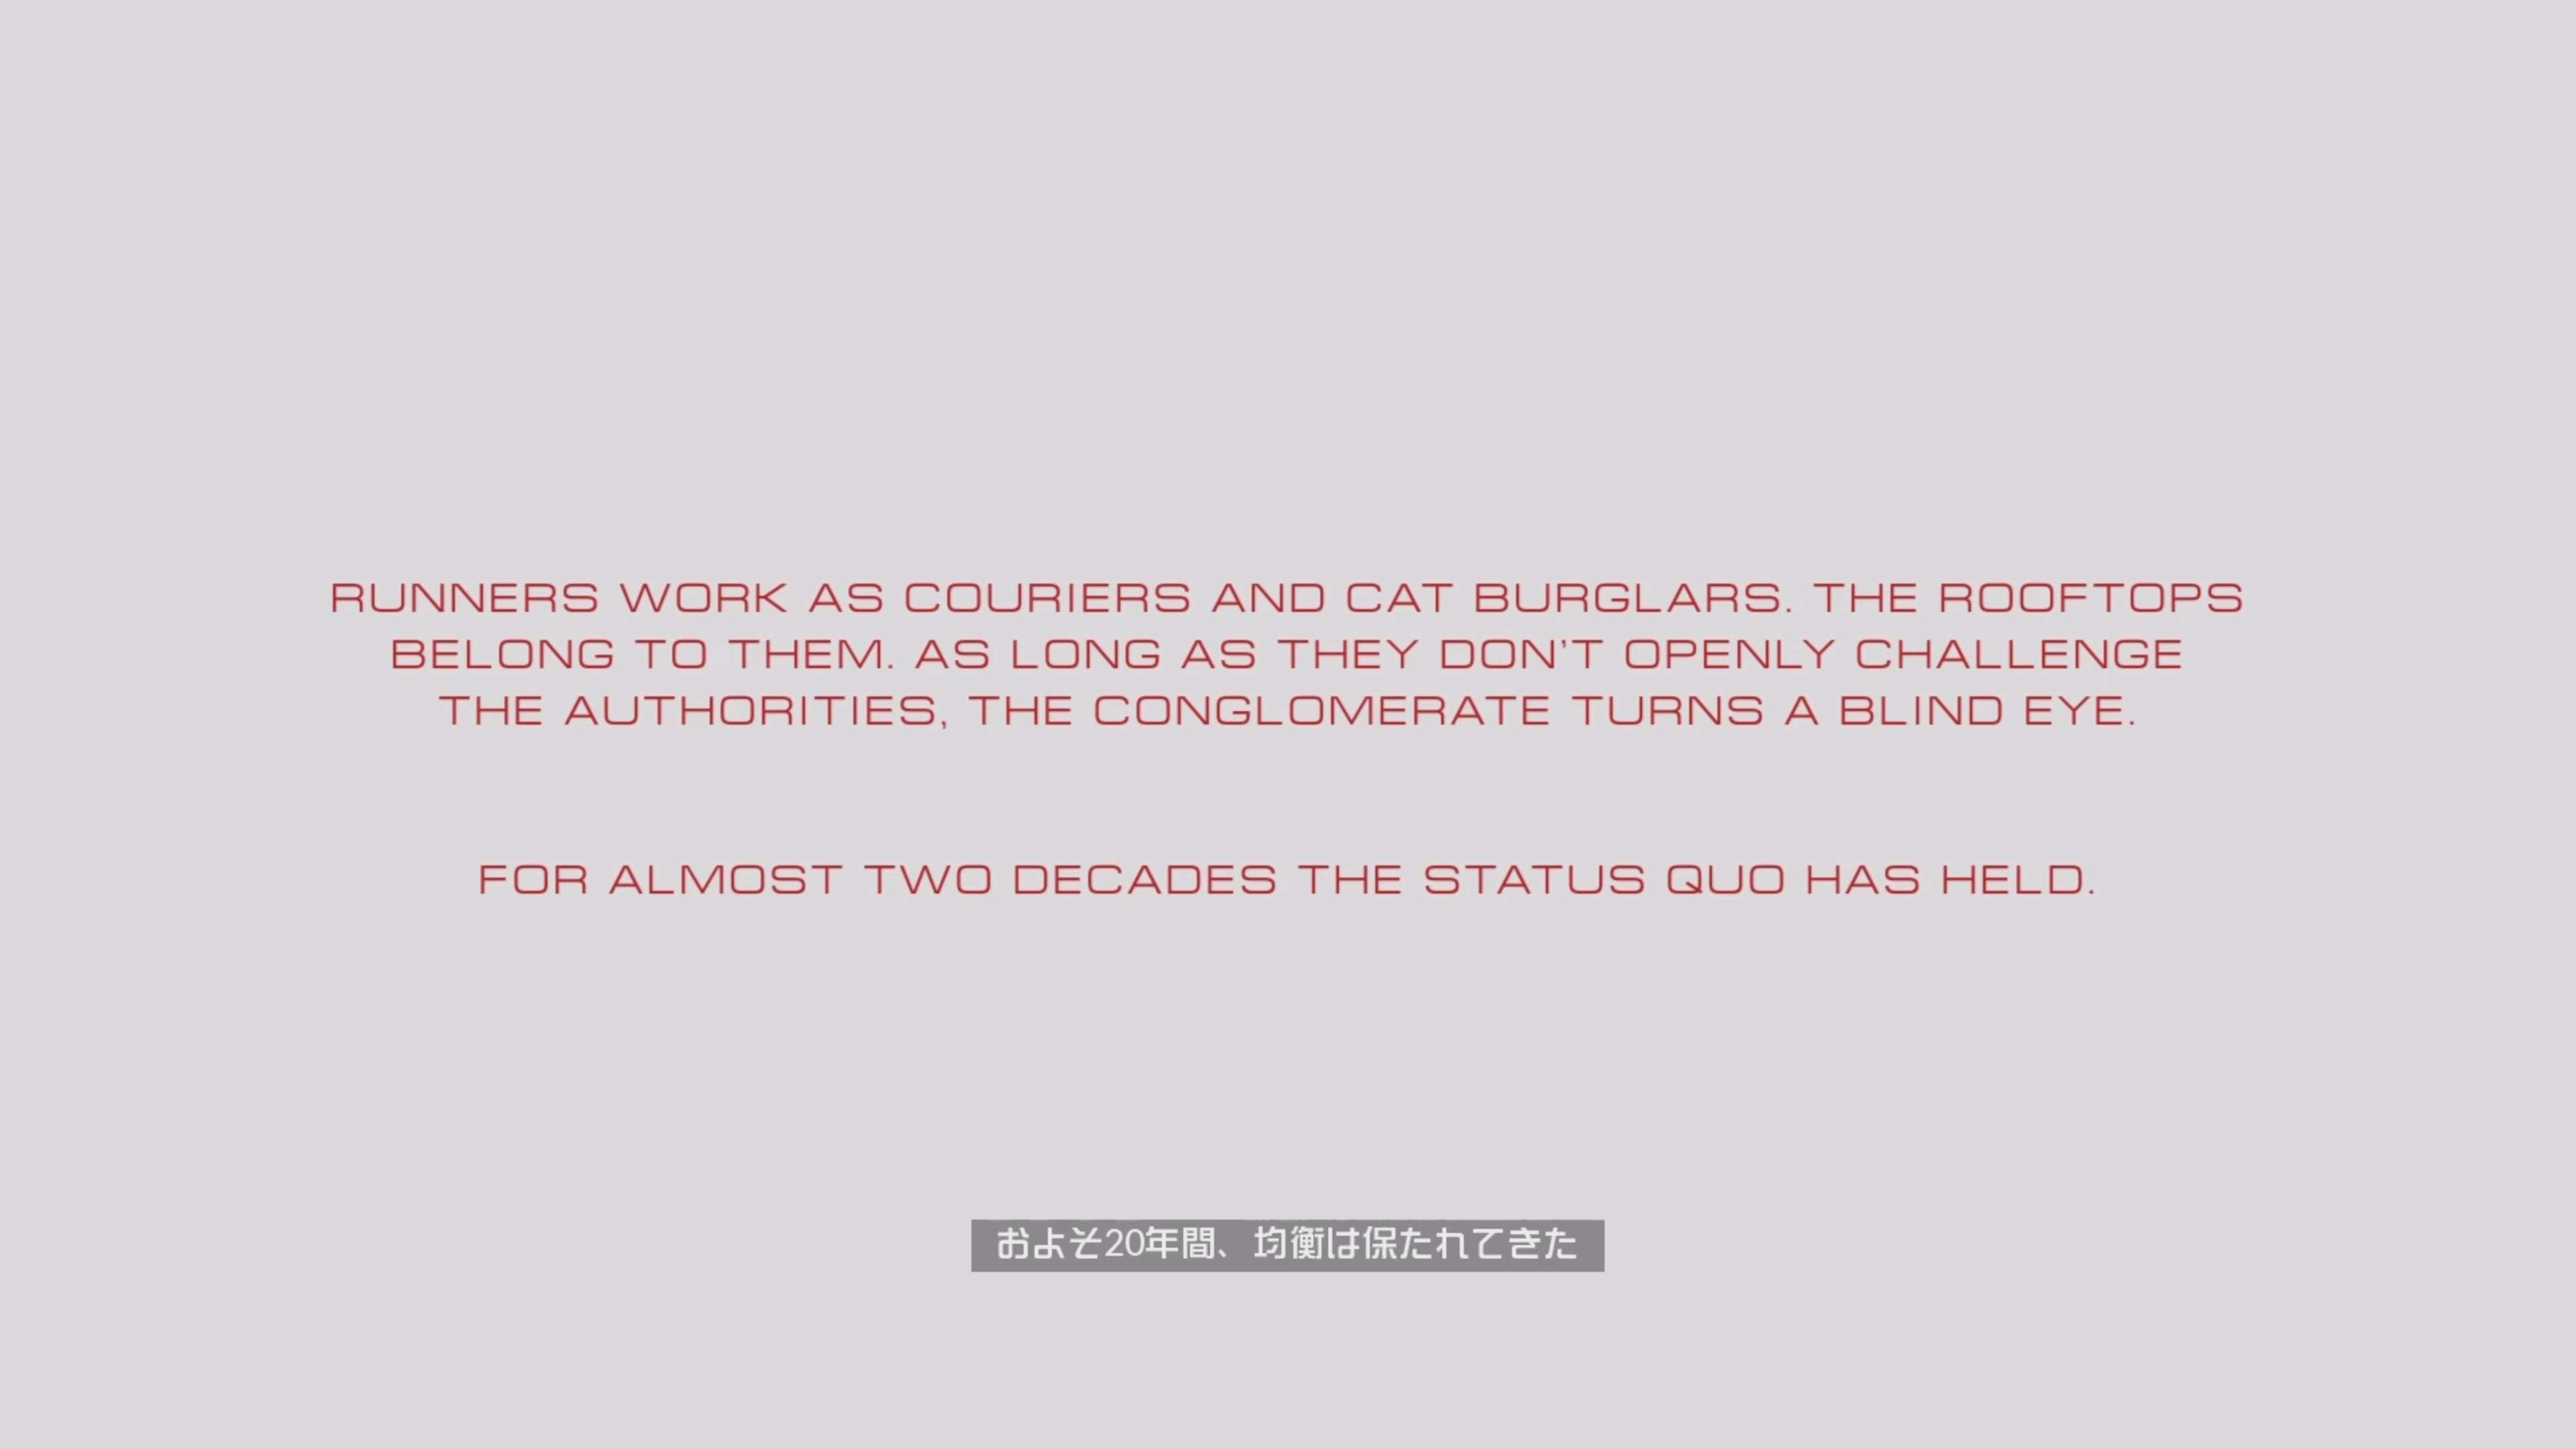 RUNNERS WORK AS COURIERS AND CAT BURGLARS. THE ROOFTOPS
BELONG TO THEM. AS LONG AS THEY DON'T OPENLY CHALLENGE
THE AUTHORITIES, THE CONGLOMERATE TURNS A BLIND EYE.
FOR ALMOST TWO DECADES THE STATUS QUO HAS HELD.
およそ20年間、均衡は保たれてきた